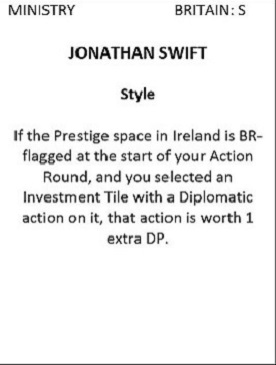 MINISTRY BRITAIN: S
JONATHAN SWIFT
Style
If the Prestige space in Ireland is BR-
flagged at the start of your Action
Round, and you selected an
Investment Tile with a Diplomatic
action on it, that action is worth 1
extra DP.